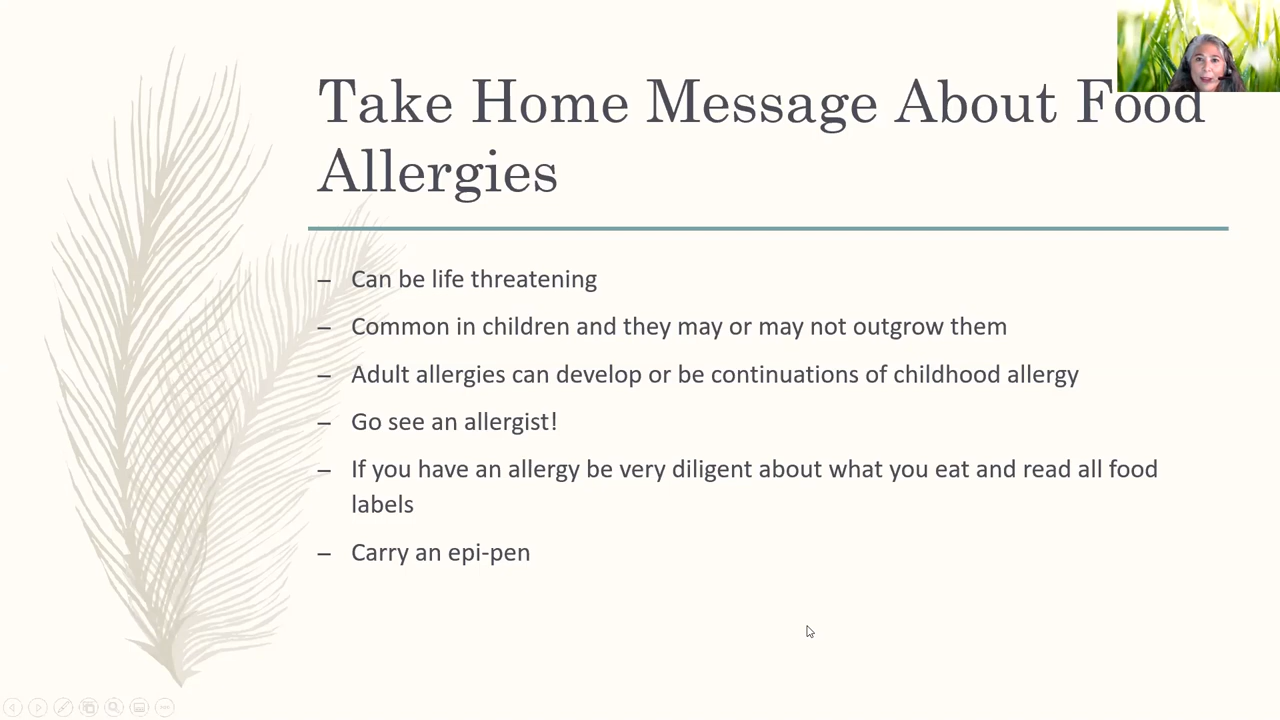 Take Home Message About Food
Allergies
– Can be life threatening
– Common in children and they may or may not outgrow them
– Adult allergies can develop or be continuations of childhood allergy
– Go see an allergist!
– If you have an allergy be very diligent about what you eat and read all food
labels
– Carry an epi-pen